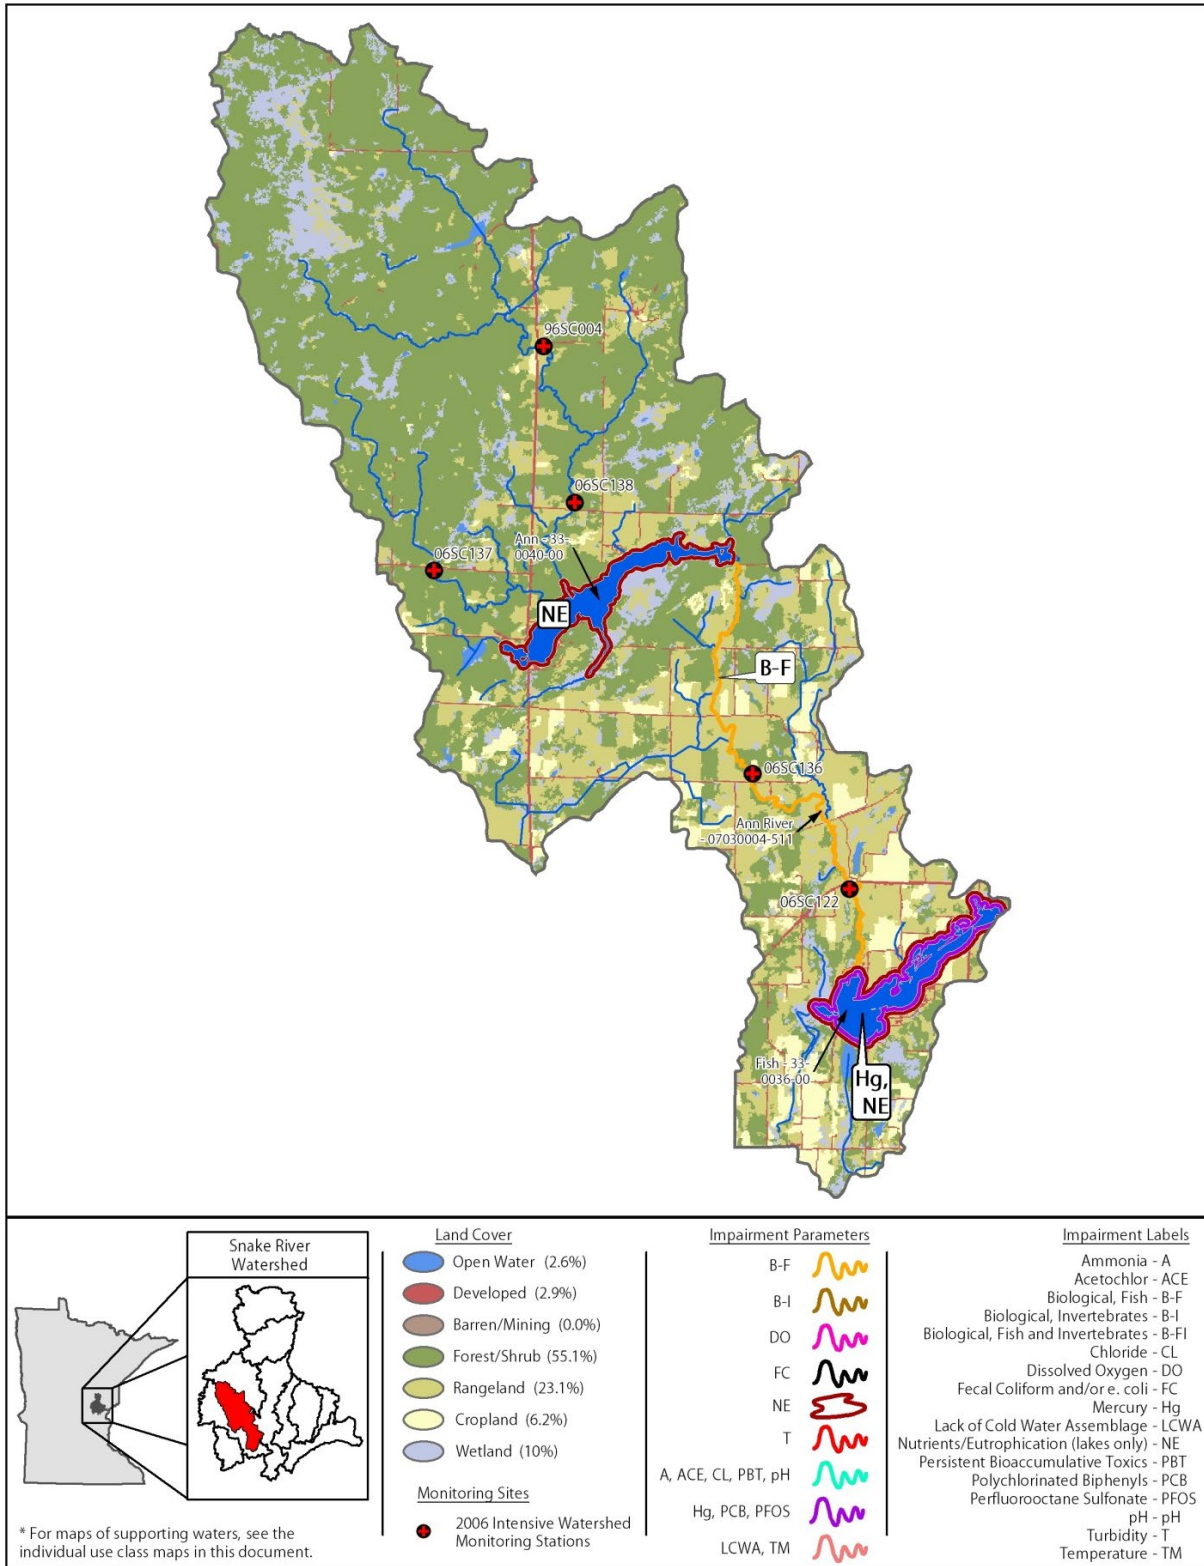 96SC004
06SC138
Ann - 33-
0040-00
06SC137
NE
B-F
06SC136
Ann River
- 07030004-511
06SC122
Fish - 33-
0036-00
Hg,
NE
Snake River
Watershed
* For maps of supporting waters, see the
individual use class maps in this document.
Land Cover
Open Water (2.6%)
Developed (2.9%)
Barren/Mining (0.0%)
Forest/Shrub (55.1%)
Rangeland (23.1%)
Cropland (6.2%)
Wetland (10%)
Monitoring Sites
2006 Intensive Watershed
Monitoring Stations
Impairment Parameters
B-F
B-I
DO
FC
NE
T
A, ACE, CL, PBT, pH
Hg, PCB, PFOS
LCWA, TM
Impairment Labels
Ammonia - A
Acetochlor - ACE
Biological, Fish - B-F
Biological, Invertebrates - B-I
Biological, Fish and Invertebrates - B-FI
Chloride - CL
Dissolved Oxygen - DO
Fecal Coliform and/or e. coli - FC
Mercury - Hg
Lack of Cold Water Assemblage - LCWA
Nutrients/Eutrophication (lakes only) - NE
Persistent Bioaccumulative Toxics - PBT
Polychlorinated Biphenyls - PCB
Perfluorooctane Sulfonate - PFOS
pH - pH
Turbidity - T
Temperature - TM